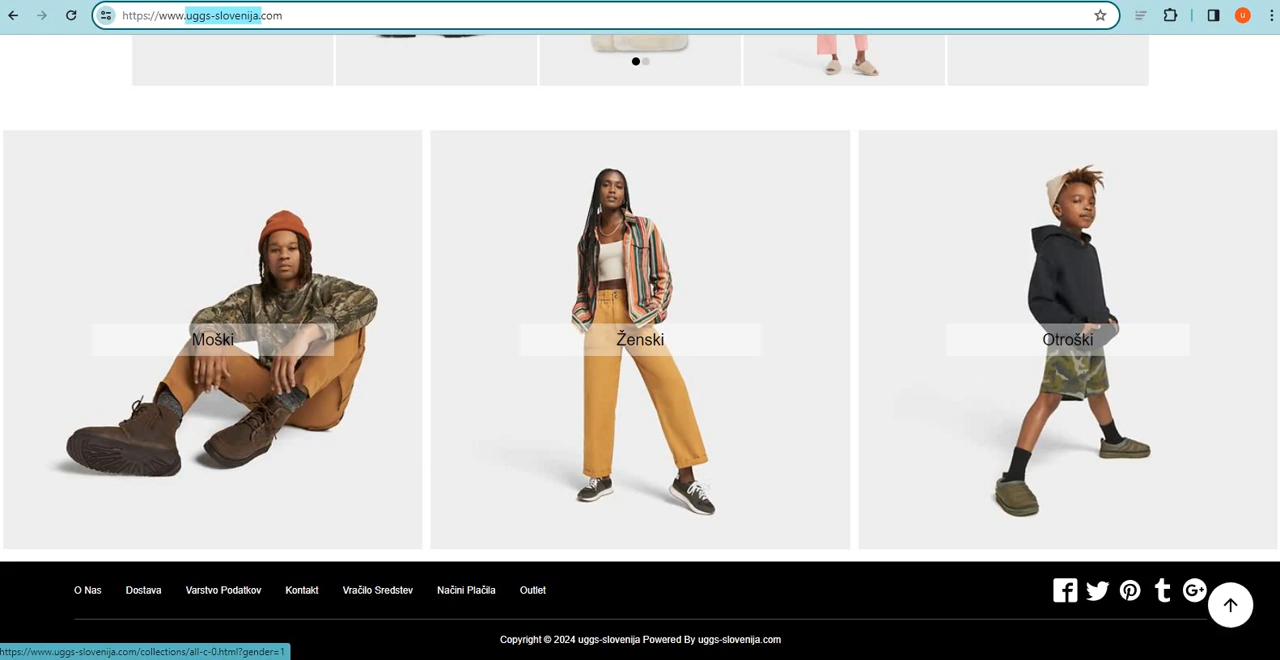 https://www.uggs-slovenija.com
u
Moški
Ženski
Otroški
O Nas Dostava Varstvo Podatkov Kontakt Vračilo Sredstev Načini Plačila Outlet
Copyright © 2024 uggs-slovenija Powered By uggs-slovenija.com
https://www.uggs-slovenija.com/collections/all-c-0.html?gender=1